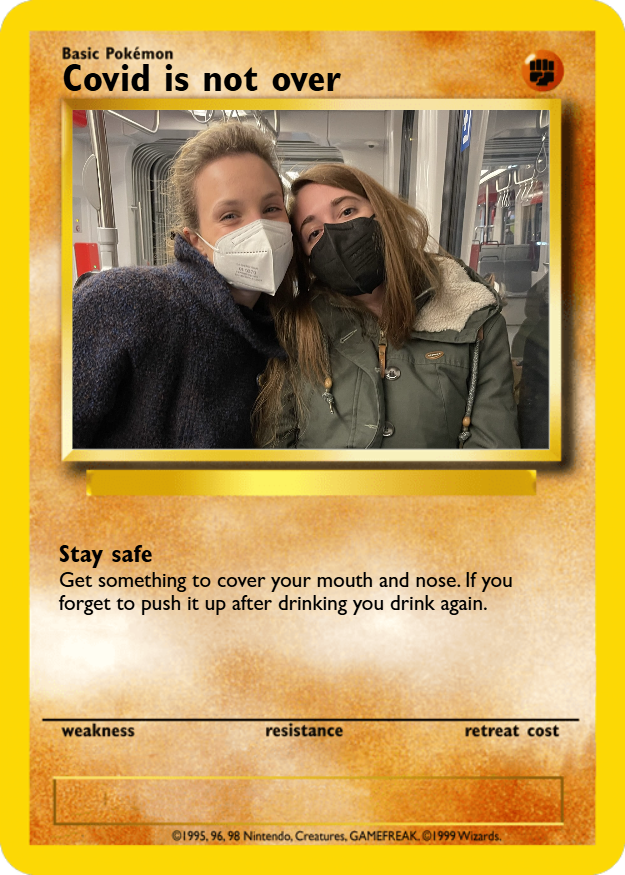 Basic Pokémon
Covid is not over
Stay safe
Get something to cover your mouth and nose. If you
forget to push it up after drinking you drink again.
weakness resistance retreat cost
©1995, 96, 98 Nintendo, Creatures, GAMEFREAK. ©1999 Wizards.